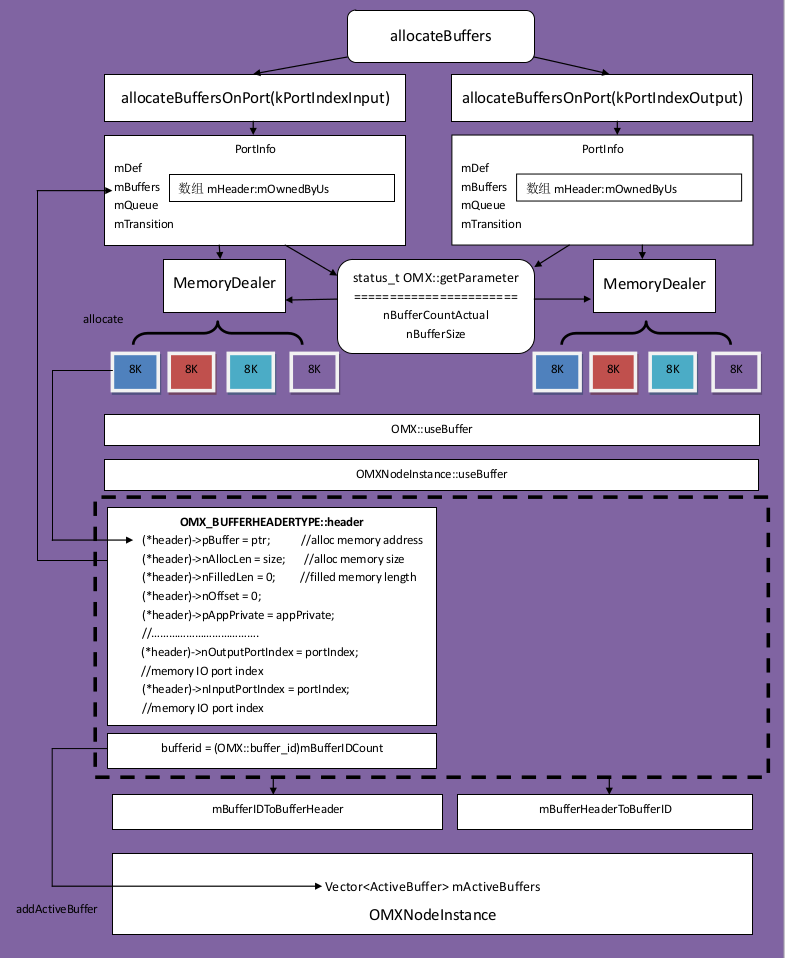 allocateBuffers
allocateBuffersOnPort(kPortIndexInput)
allocateBuffersOnPort(kPortIndexOutput)
PortInfo
mDef
mBuffers
数组 mHeader:mOwnedByUs
mQueue
mTransition
PortInfo
mDef
mBuffers
数组 mHeader:mOwnedByUs
mQueue
mTransition
MemoryDealer
status_t OMX::getParameter
=======================
nBufferCountActual
nBufferSize
MemoryDealer
allocate
8K
8K
8K
8K
8K
8K
8K
8K
OMX::useBuffer
OMXNodeInstance::useBuffer
OMX_BUFFERHEADERTYPE::header
(*header)->pBuffer = ptr; //alloc memory address
(*header)->nAllocLen = size; //alloc memory size
(*header)->nFilledLen = 0; //filled memory length
(*header)->nOffset = 0;
(*header)->pAppPrivate = appPrivate;
//………………………………
(*header)->nOutputPortIndex = portIndex;
//memory IO port index
(*header)->nInputPortIndex = portIndex;
//memory IO port index
bufferid = (OMX::buffer_id)mBufferIDCount
mBufferIDToBufferHeader
mBufferHeaderToBufferID
Vector<ActiveBuffer> mActiveBuffers
addActiveBuffer
OMXNodeInstance